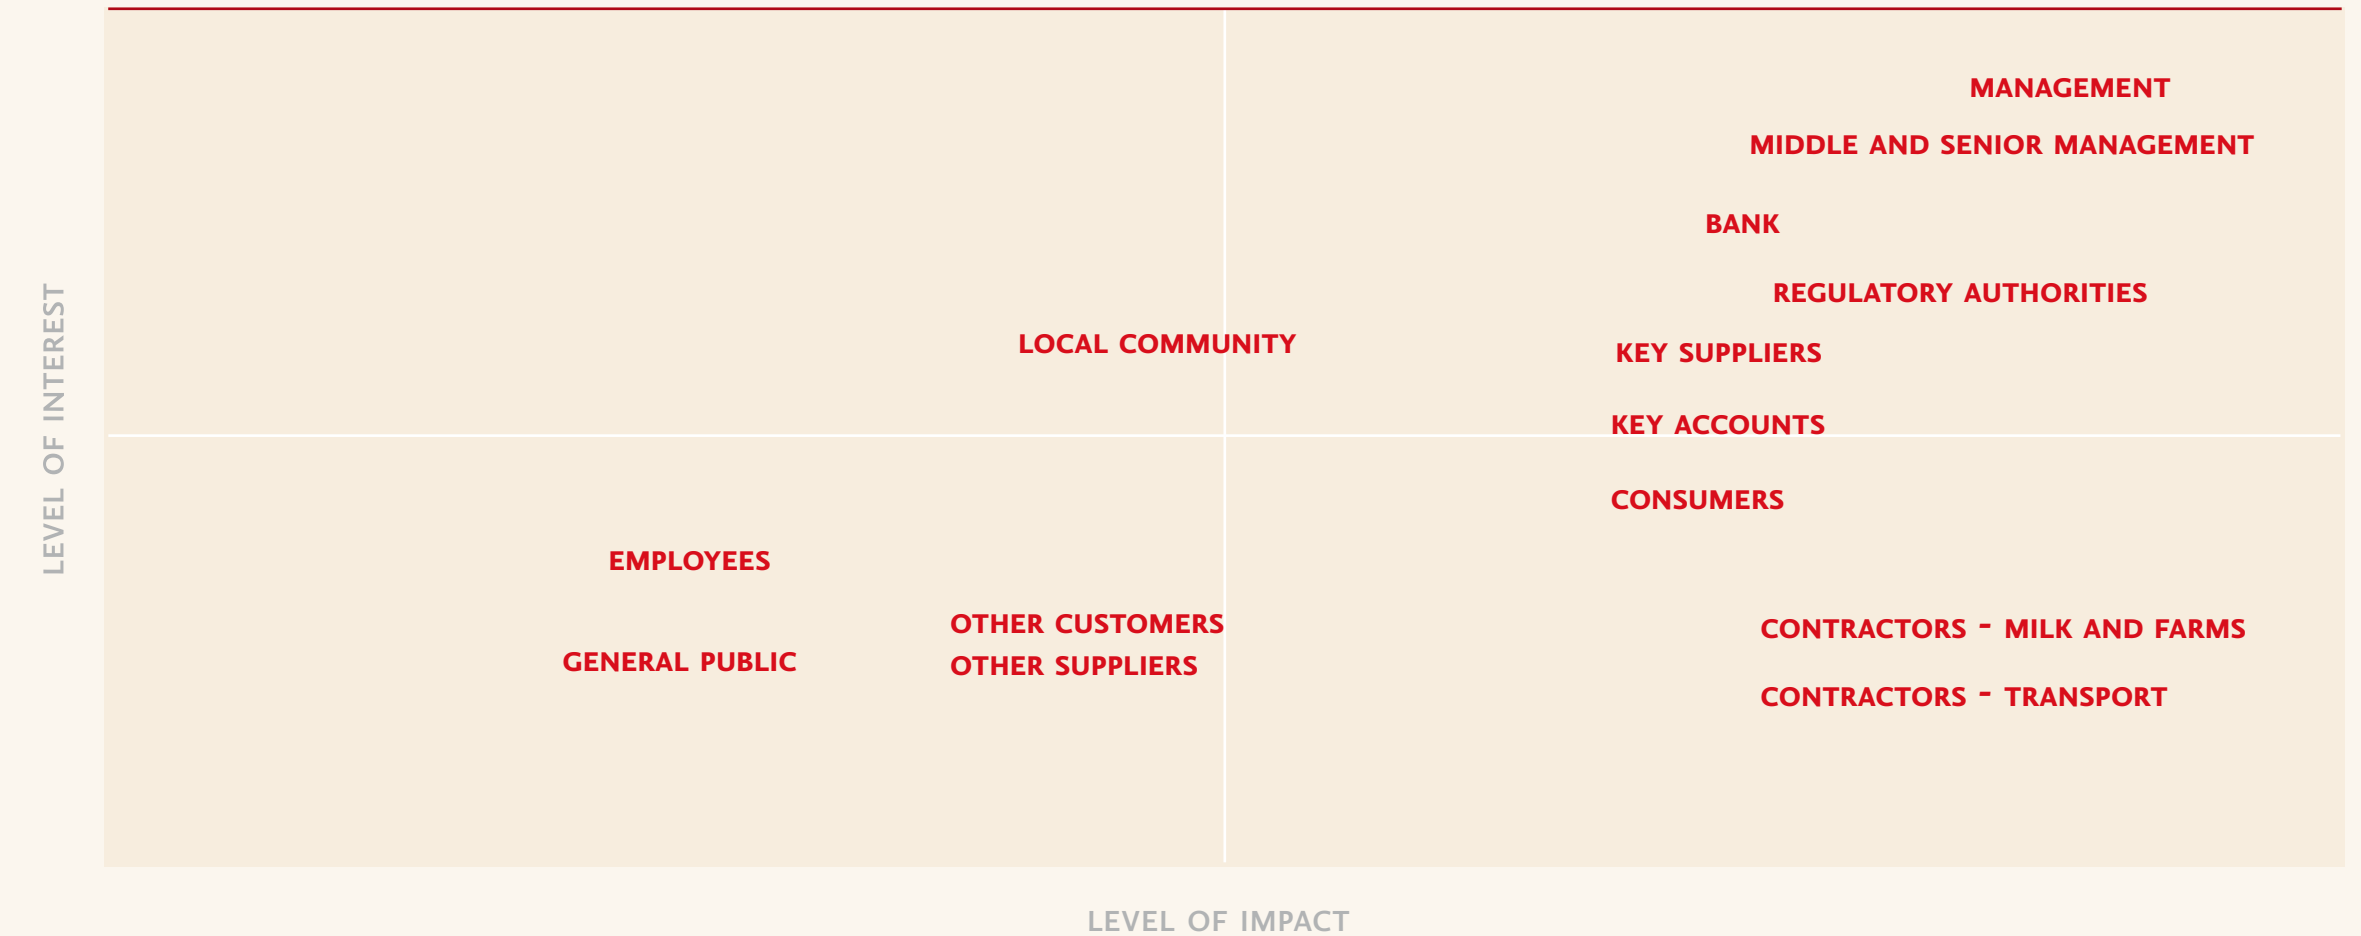 MANAGEMENT
MIDDLE AND SENIOR MANAGEMENT
BANK
REGULATORY AUTHORITIES
LOCAL COMMUNITY
KEY SUPPLIERS
KEY ACCOUNTS
CONSUMERS
EMPLOYEES
OTHER CUSTOMERS
CONTRACTORS - MILK AND FARMS
GENERAL PUBLIC
OTHER SUPPLIERS
CONTRACTORS - TRANSPORT
LEVEL OF INTEREST
LEVEL OF IMPACT